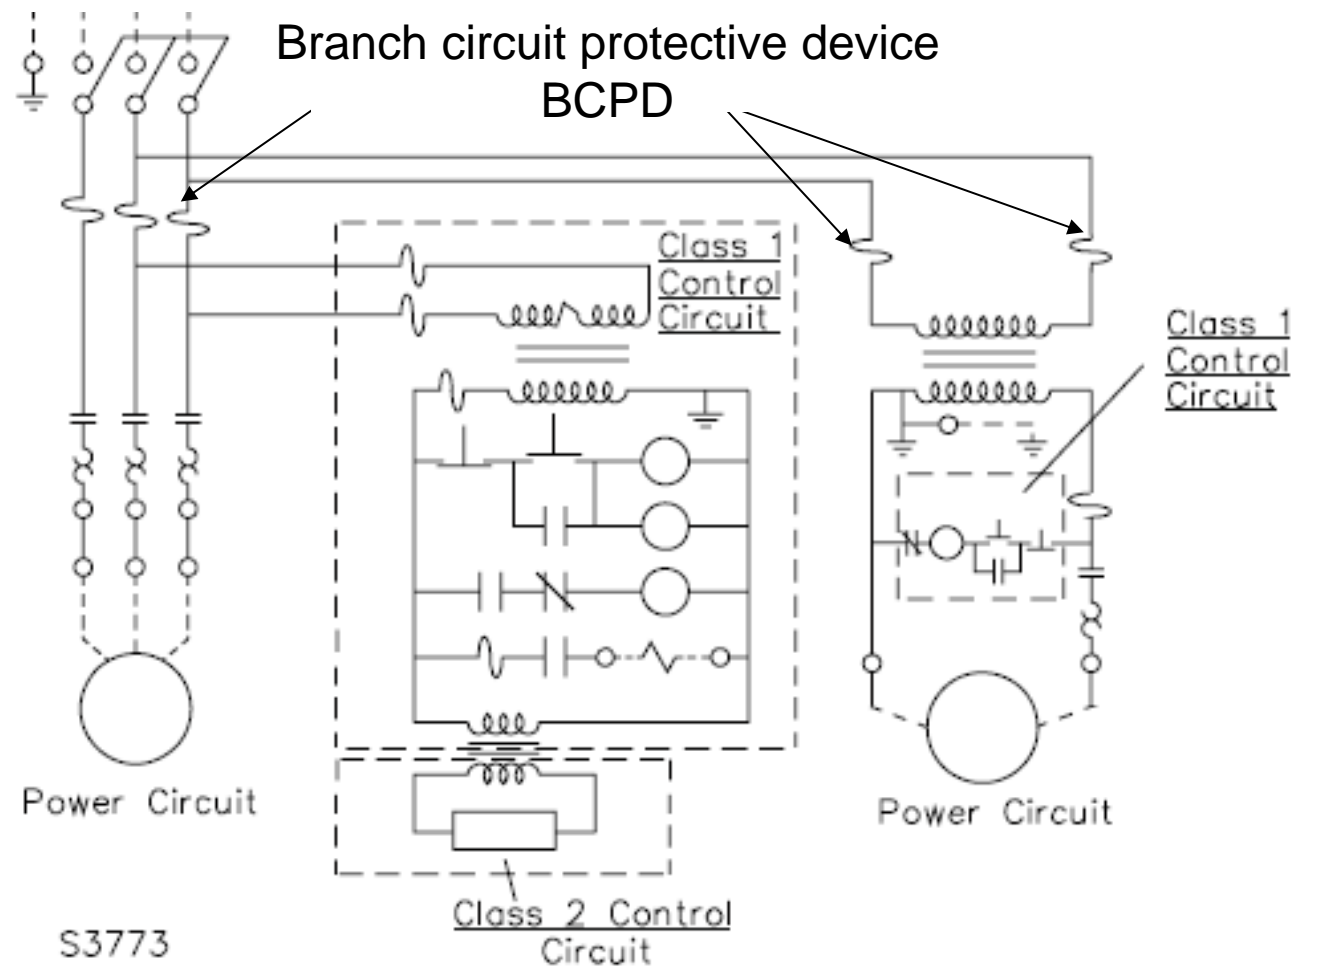 Branch circuit protective device
BCPD
Class 1
Control
Circuit
Class 1
Control
Circuit
Power Circuit
Power Circuit
Class 2 Control
Circuit
S3773